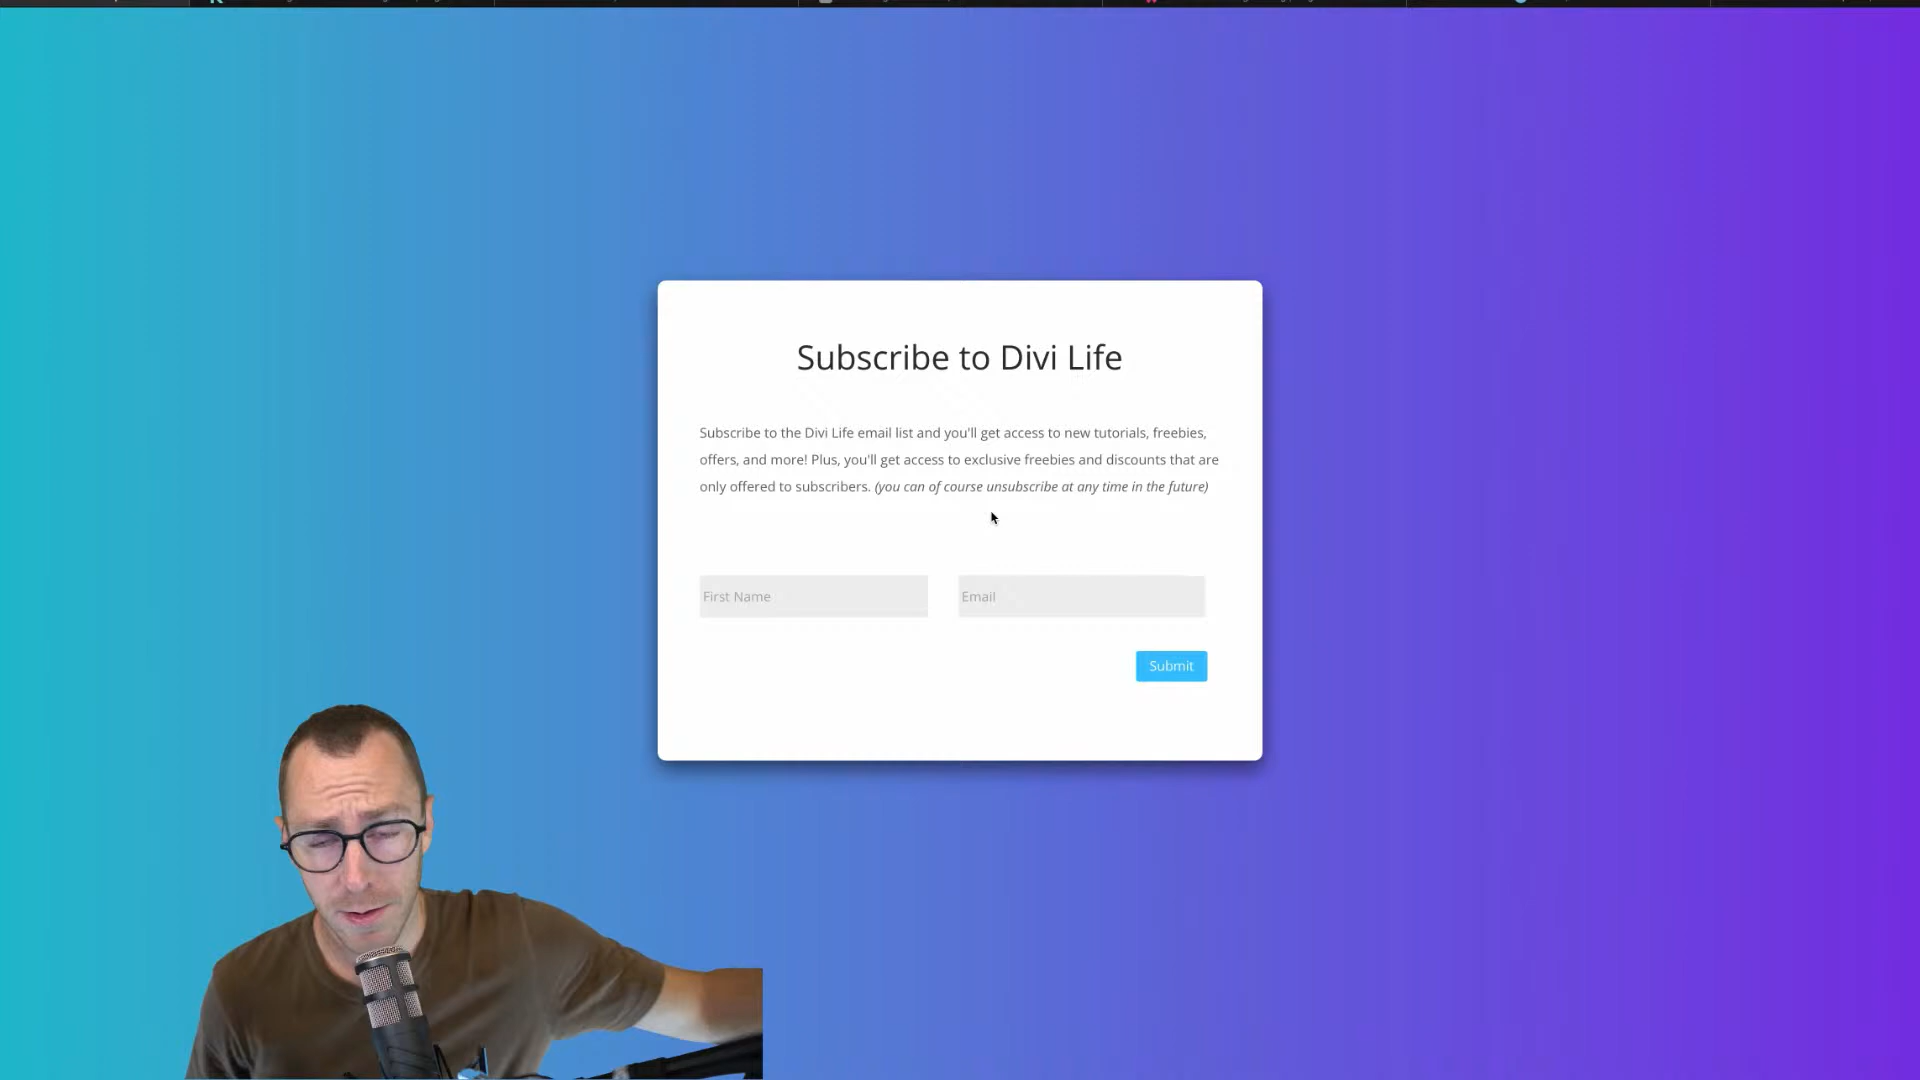 Subscribe to Divi Life
Subscribe to the Divi Life email list and you'll get access to new tutorials, freebies,
offers, and more! Plus, you'll get access to exclusive freebies and discounts that are
only offered to subscribers. (you can of course unsubscribe at any time in the future)
First Name
Email
Submit